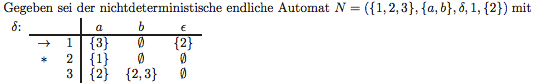 Gegeben sei der nichtdeterministische endliche Automat N = ({1, 2, 3}, {a, b}, δ, 1, {2}) mit
δ: a b ϵ
→ 1 {3} ∅ {2}
* 2 {1} ∅ ∅
3 {2} {2, 3} ∅